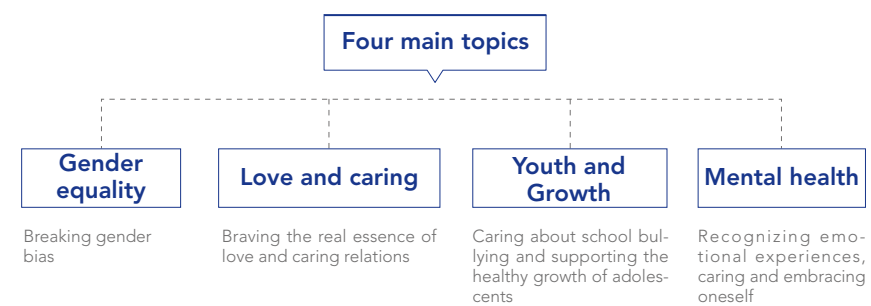 Four main topics
Gender
equality
Love and caring
Youth and
Growth
Mental health
Breaking gender
bias
Braving the real essence of
love and caring relations
Caring about school bul-
lying and supporting the
healthy growth of adoles-
cents
Recognizing emo-
tional experiences,
caring and embracing
oneself